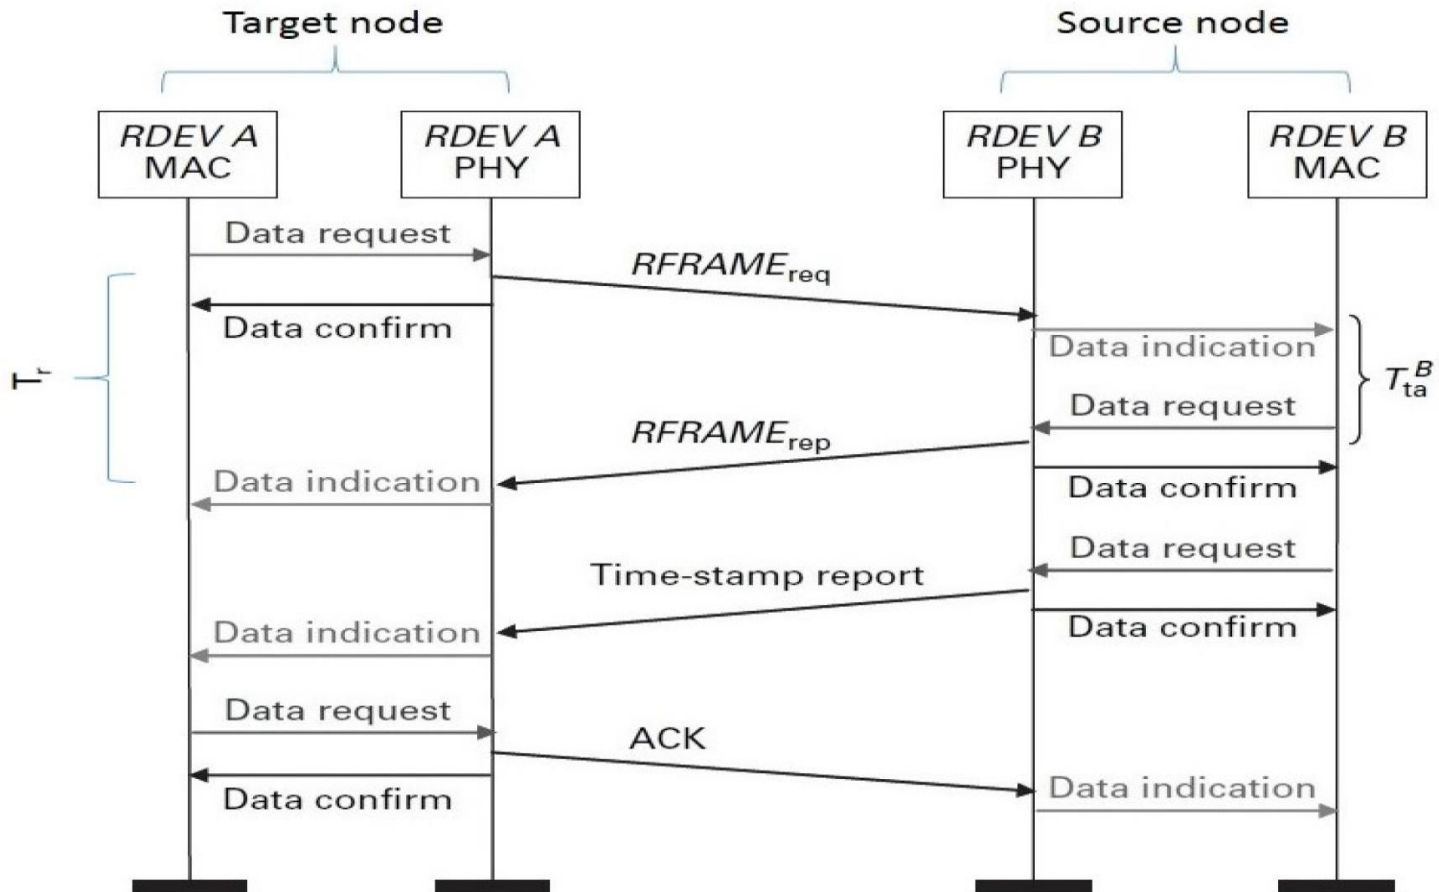 Target node
Source node
RDEV A
MAC
RDEV A
PHY
RDEV B
PHY
RDEV B
MAC
Data request
RFRAMEreq
Data confirm
Data indication
Tr
TtaB
Data request
RFRAMErep
Data indication
Data confirm
Data request
Time-stamp report
Data indication
Data confirm
Data request
ACK
Data indication
Data confirm